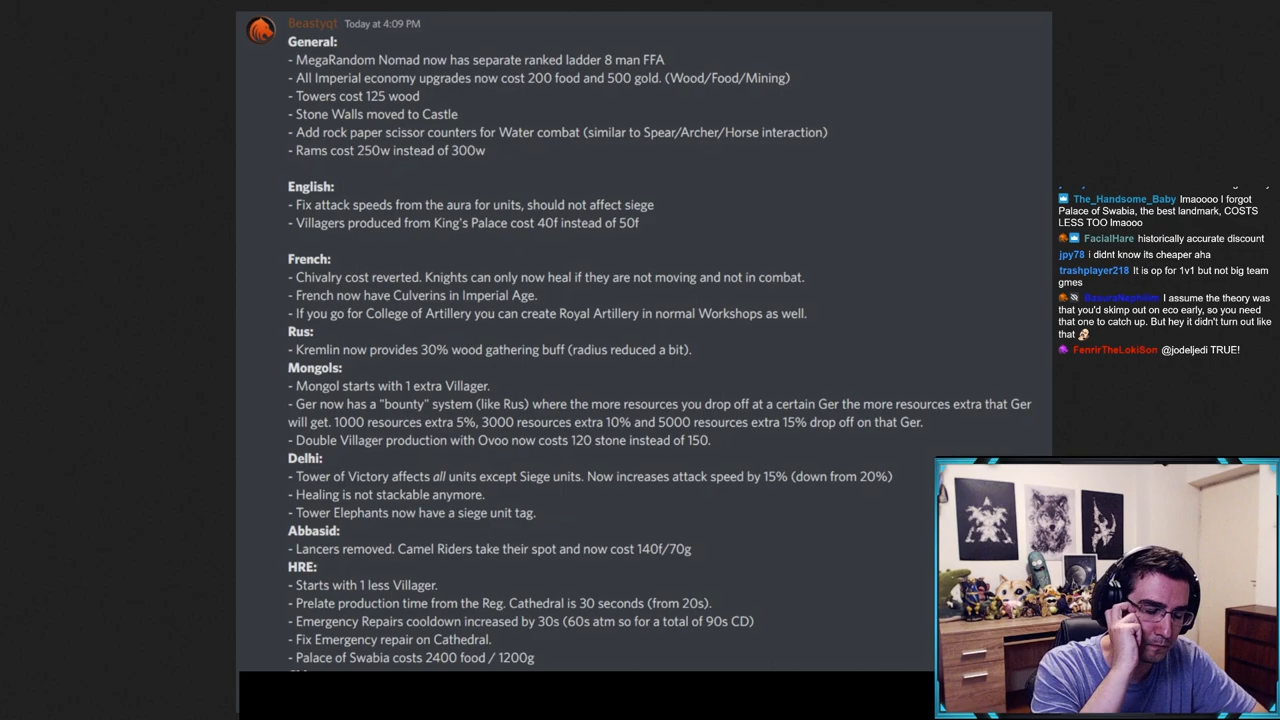 Beastyqt Today at 4:09 PM
General:
- MegaRandom Nomad now has separate ranked ladder 8 man FFA
- All Imperial economy upgrades now cost 200 food and 500 gold. (Wood/Food/Mining)
- Towers cost 125 wood
- Stone Walls moved to Castle
- Add rock paper scissor counters for Water combat (similar to Spear/Archer/Horse interaction)
- Rams cost 250w instead of 300w
English:
- Fix attack speeds from the aura for units, should not affect siege
- Villagers produced from King's Palace cost 40f instead of 50f
French:
- Chivalry cost reverted. Knights can only now heal if they are not moving and not in combat.
- French now have Culverins in Imperial Age.
- If you go for College of Artillery you can create Royal Artillery in normal Workshops as well.
Rus:
- Kremlin now provides 30% wood gathering buff (radius reduced a bit).
Mongols:
- Mongol starts with 1 extra Villager.
- Ger now has a "bounty" system (like Rus) where the more resources you drop off at a certain Ger the more resources extra that Ger
will get. 1000 resources extra 5%, 3000 resources extra 10% and 5000 resources extra 15% drop off on that Ger.
- Double Villager production with Ovoo now costs 120 stone instead of 150.
Delhi:
- Tower of Victory affects all units except Siege units. Now increases attack speed by 15% (down from 20%)
- Healing is not stackable anymore.
- Tower Elephants now have a siege unit tag.
Abbasid:
- Lancers removed. Camel Riders take their spot and now cost 140f/70g
HRE:
- Starts with 1 less Villager.
- Prelate production time from the Reg. Cathedral is 30 seconds (from 20s).
- Emergency Repairs cooldown increased by 30s (60s atm so for a total of 90s CD)
- Fix Emergency repair on Cathedral.
- Palace of Swabia costs 2400 food / 1200g
The_Handsome_Baby lmaoooo I forgot
Palace of Swabia, the best landmark, COSTS
LESS TOO lmaooo
FacialHare historically accurate discount
jpy78 i didnt know its cheaper aha
trashplayer218 It is op for 1v1 but not big team
gmes
BasuraNephilim I assume the theory was
that you'd skimp out on eco early, so you need
that one to catch up. But hey it didn't turn out like
that
FenrirTheLokiSon @jodeljedi TRUE!